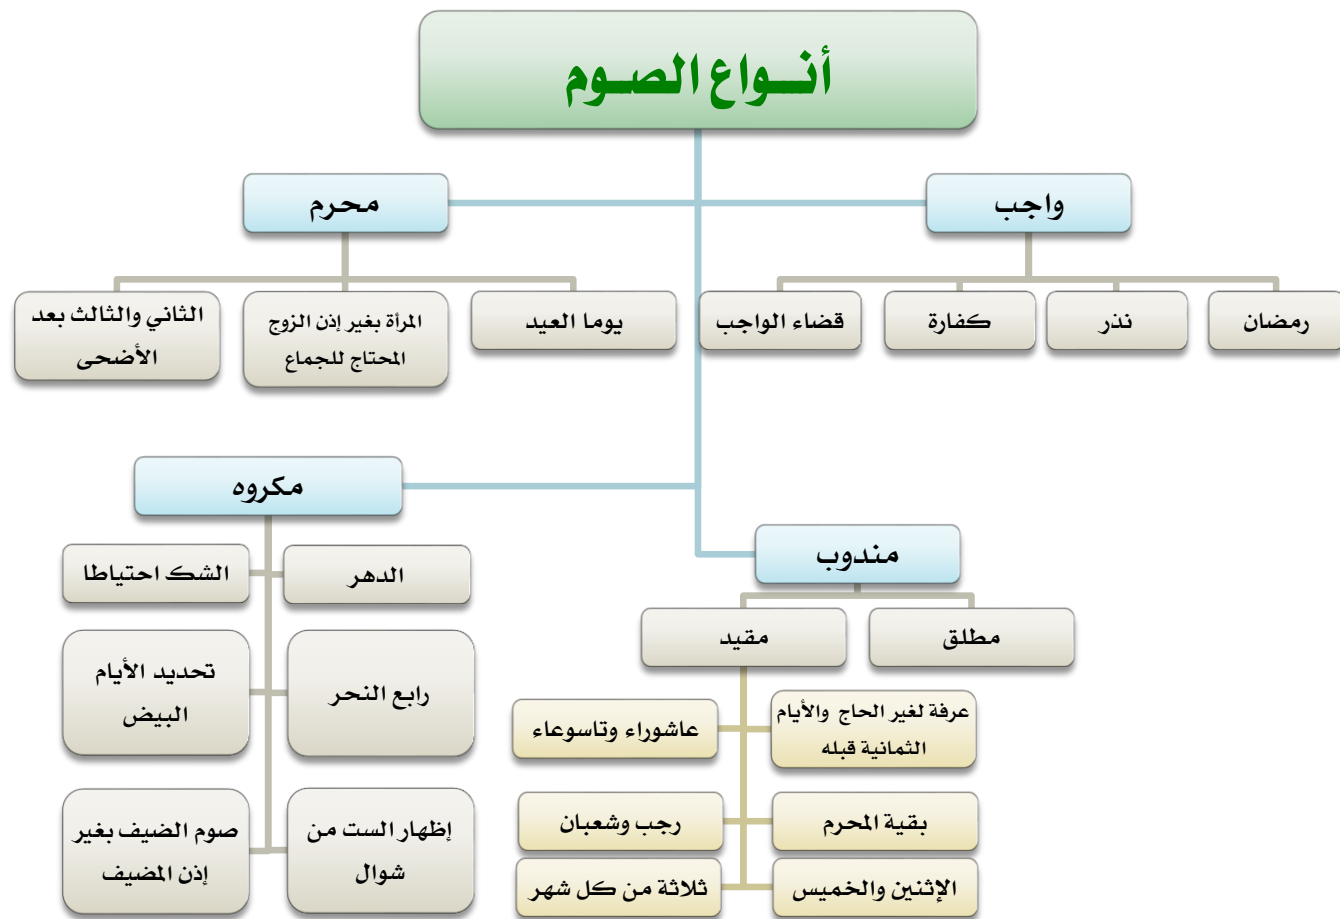 أنواع الصوم
واجب
محرم
رمضان
نذر
كفارة
قضاء الواجب
يوما العيد
المرأة بغير إذن الزوج
المحتاج للجماع
الثاني والثالث بعد
الأضحى
مكروه
الدهر
الشك احتياطا
رابع النحر
تحديد الأيام
البيض
إظهار الست من
شوال
صوم الضيف بغير
إذن المضيف
مندوب
مطلق
مقيد
عرفة لغير الحاج والأيام
الثمانية قبله
عاشوراء وتاسوعاء
بقية المحرم
رجب وشعبان
الإثنين والخميس
ثلاثة من كل شهر